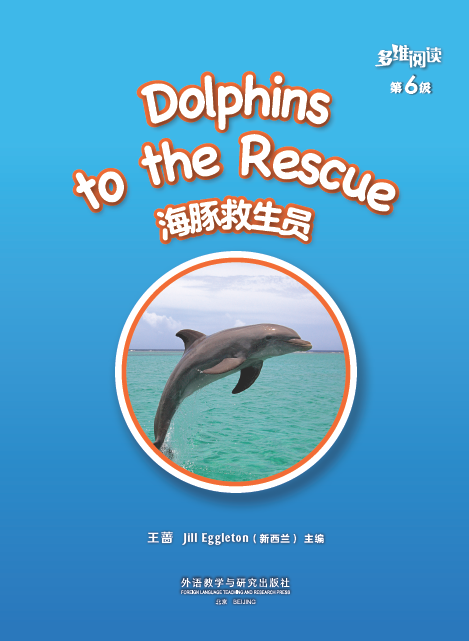 多维阅读
第6级
Dolphins
to the Rescue
海豚救生员
王蔷 Jill Eggleton（新西兰）主编
外语教学与研究出版社
FOREIGN LANGUAGE TEACHING AND RESEARCH PRESS
北京 BEIJING